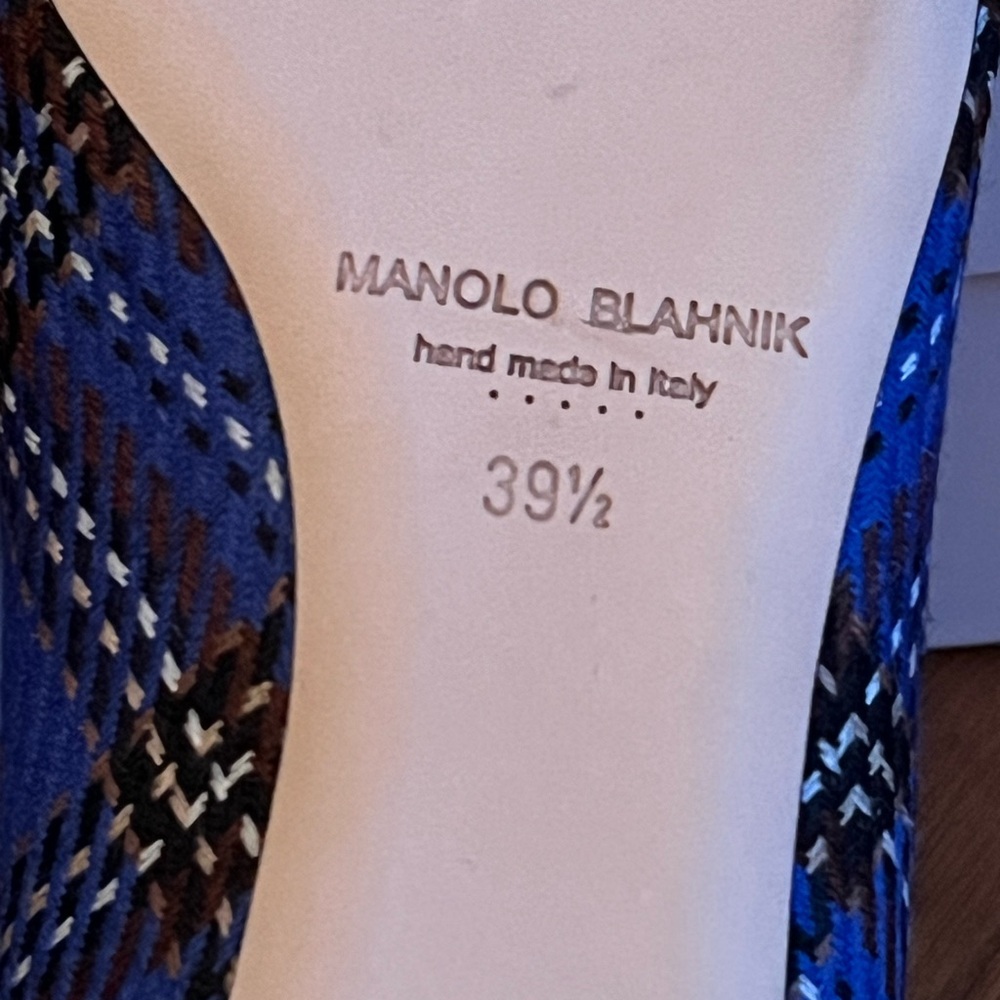 MANOLO BLAHNIK
hand made in Italy
. . . . .
39½